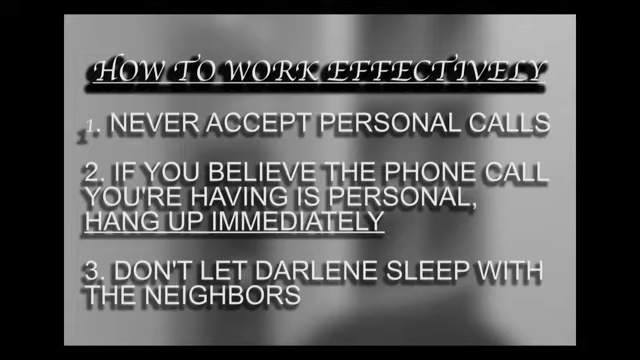 HOW TO WORK EFFECTIVELY
1. NEVER ACCEPT PERSONAL CALLS
2. IF YOU BELIEVE THE PHONE CALL
YOU'RE HAVING IS PERSONAL,
HANG UP IMMEDIATELY
3. DON'T LET DARLENE SLEEP WITH
THE NEIGHBORS